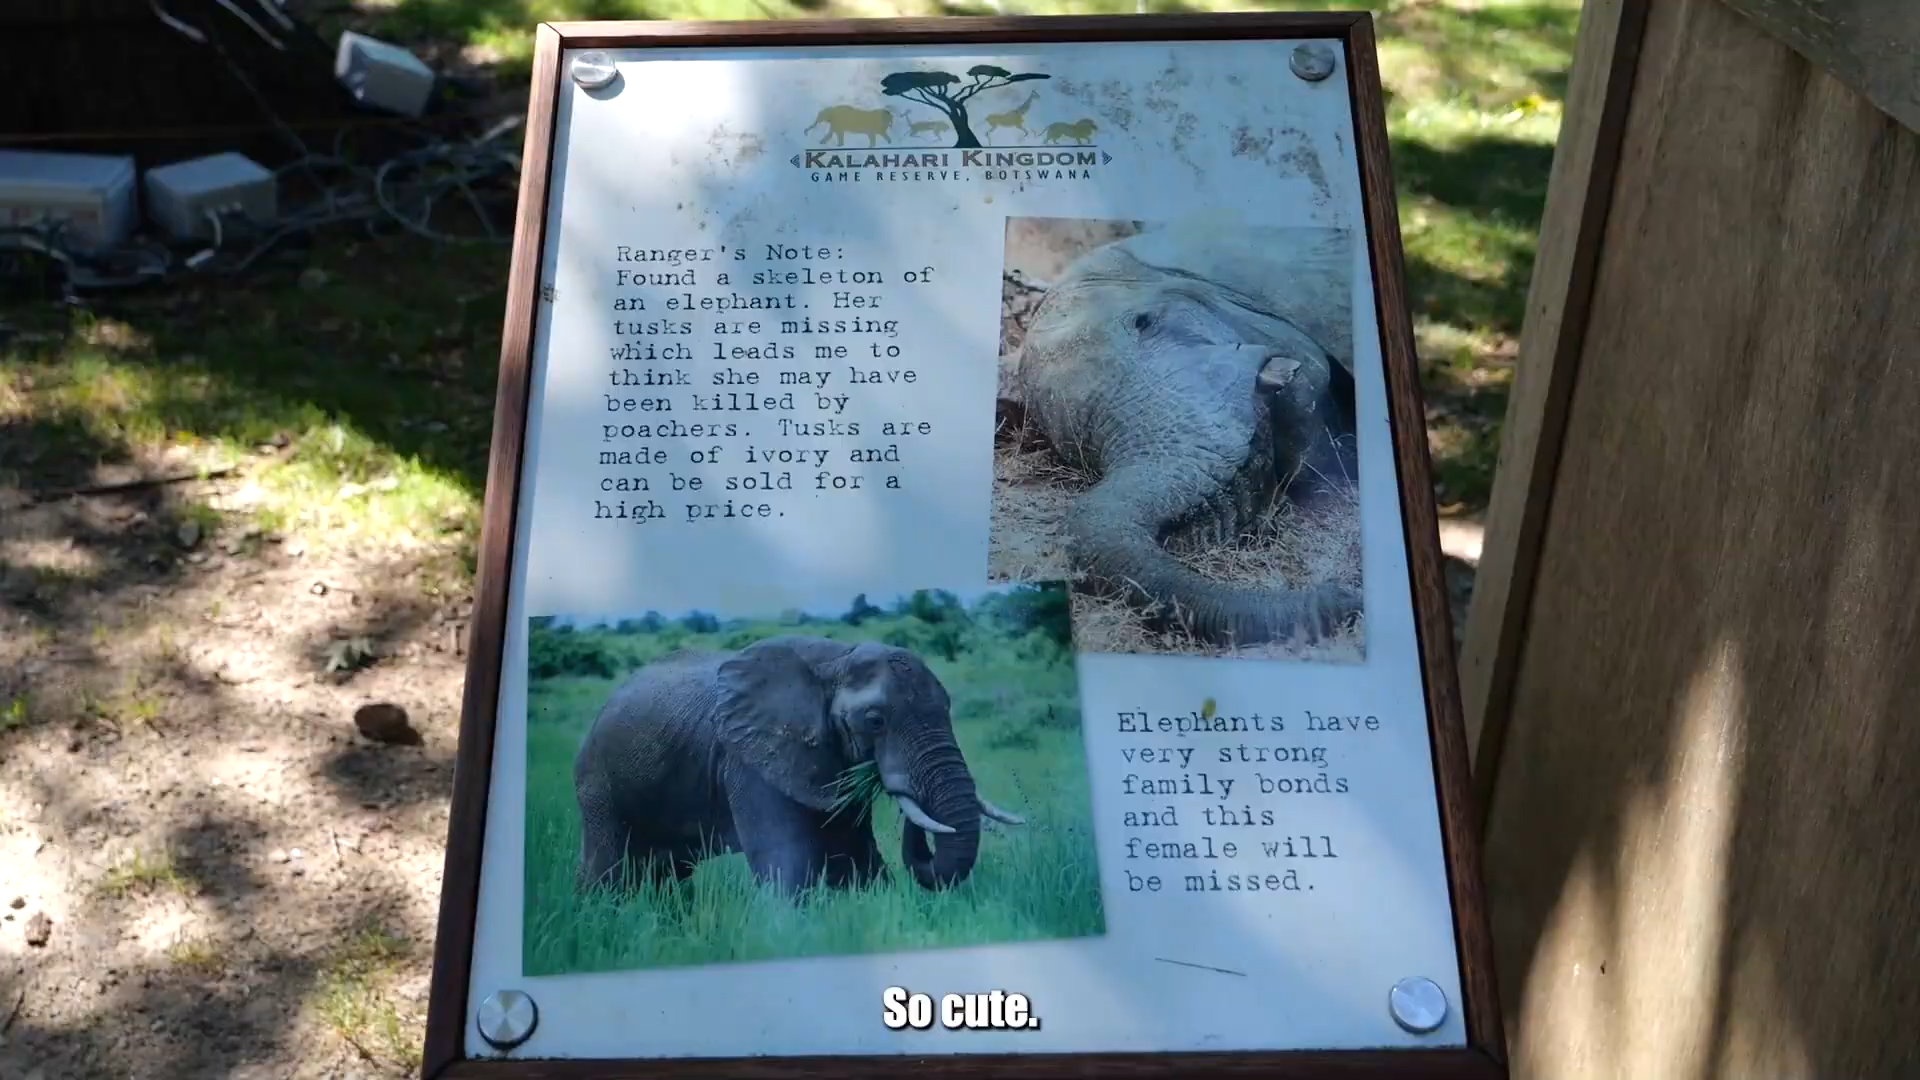 KALAHARI KINGDOM
GAME RESERVE, BOTSWANA
Ranger's Note:
Found a skeleton of
an elephant. Her
tusks are missing
which leads me to
think she may have
been killed by
poachers. Tusks are
made of ivory and
can be sold for a
high price.
Elephants have
very strong
family bonds
and this
female will
be missed.
So cute.